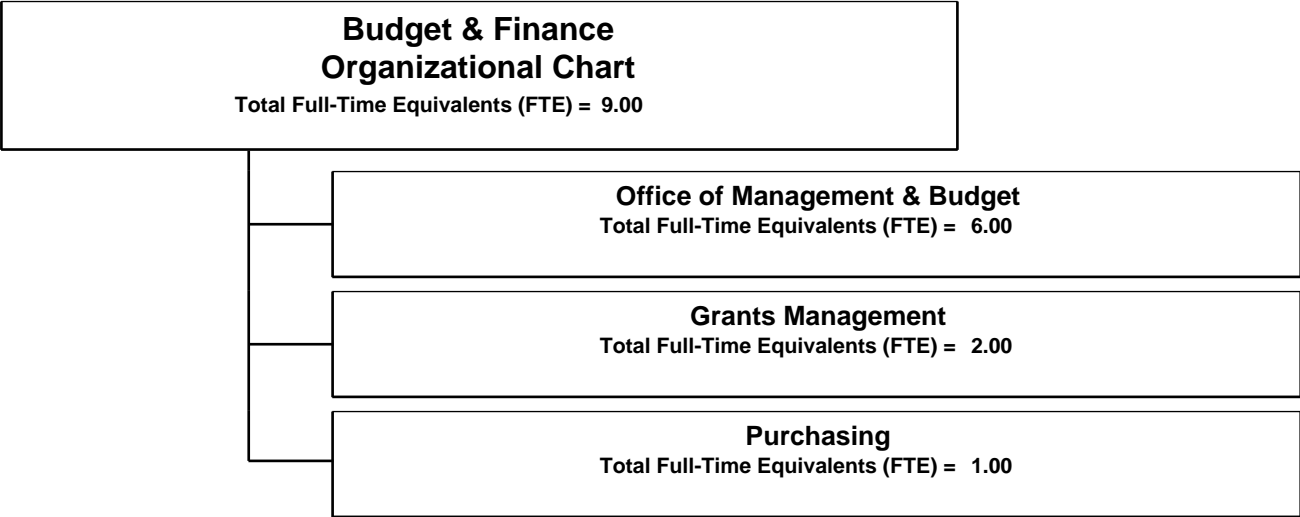 Budget & Finance
Organizational Chart
Total Full-Time Equivalents (FTE) = 9.00
Office of Management & Budget
Total Full-Time Equivalents (FTE) = 6.00
Grants Management
Total Full-Time Equivalents (FTE) = 2.00
Purchasing
Total Full-Time Equivalents (FTE) = 1.00